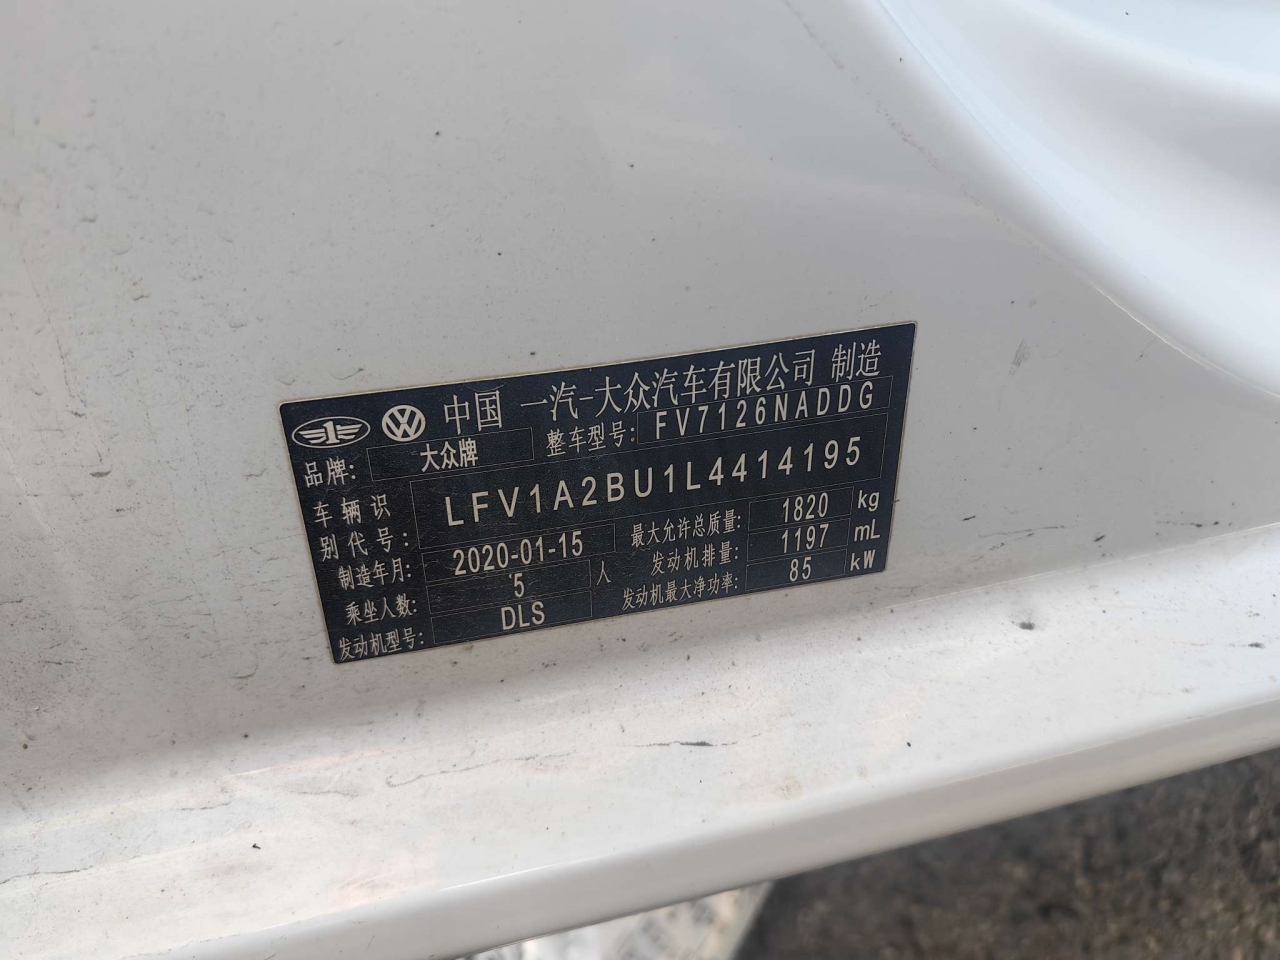 中国 一汽-大众汽车有限公司 制造
品牌: 大众牌 整车型号: FV7126NADDG
车辆识别代号: LFV1A2BU1L4414195
制造年月: 2020-01-15 最大允许总质量: 1820 kg
乘坐人数: 5 人 发动机排量: 1197 mL
发动机型号: DLS 发动机最大净功率: 85 kW